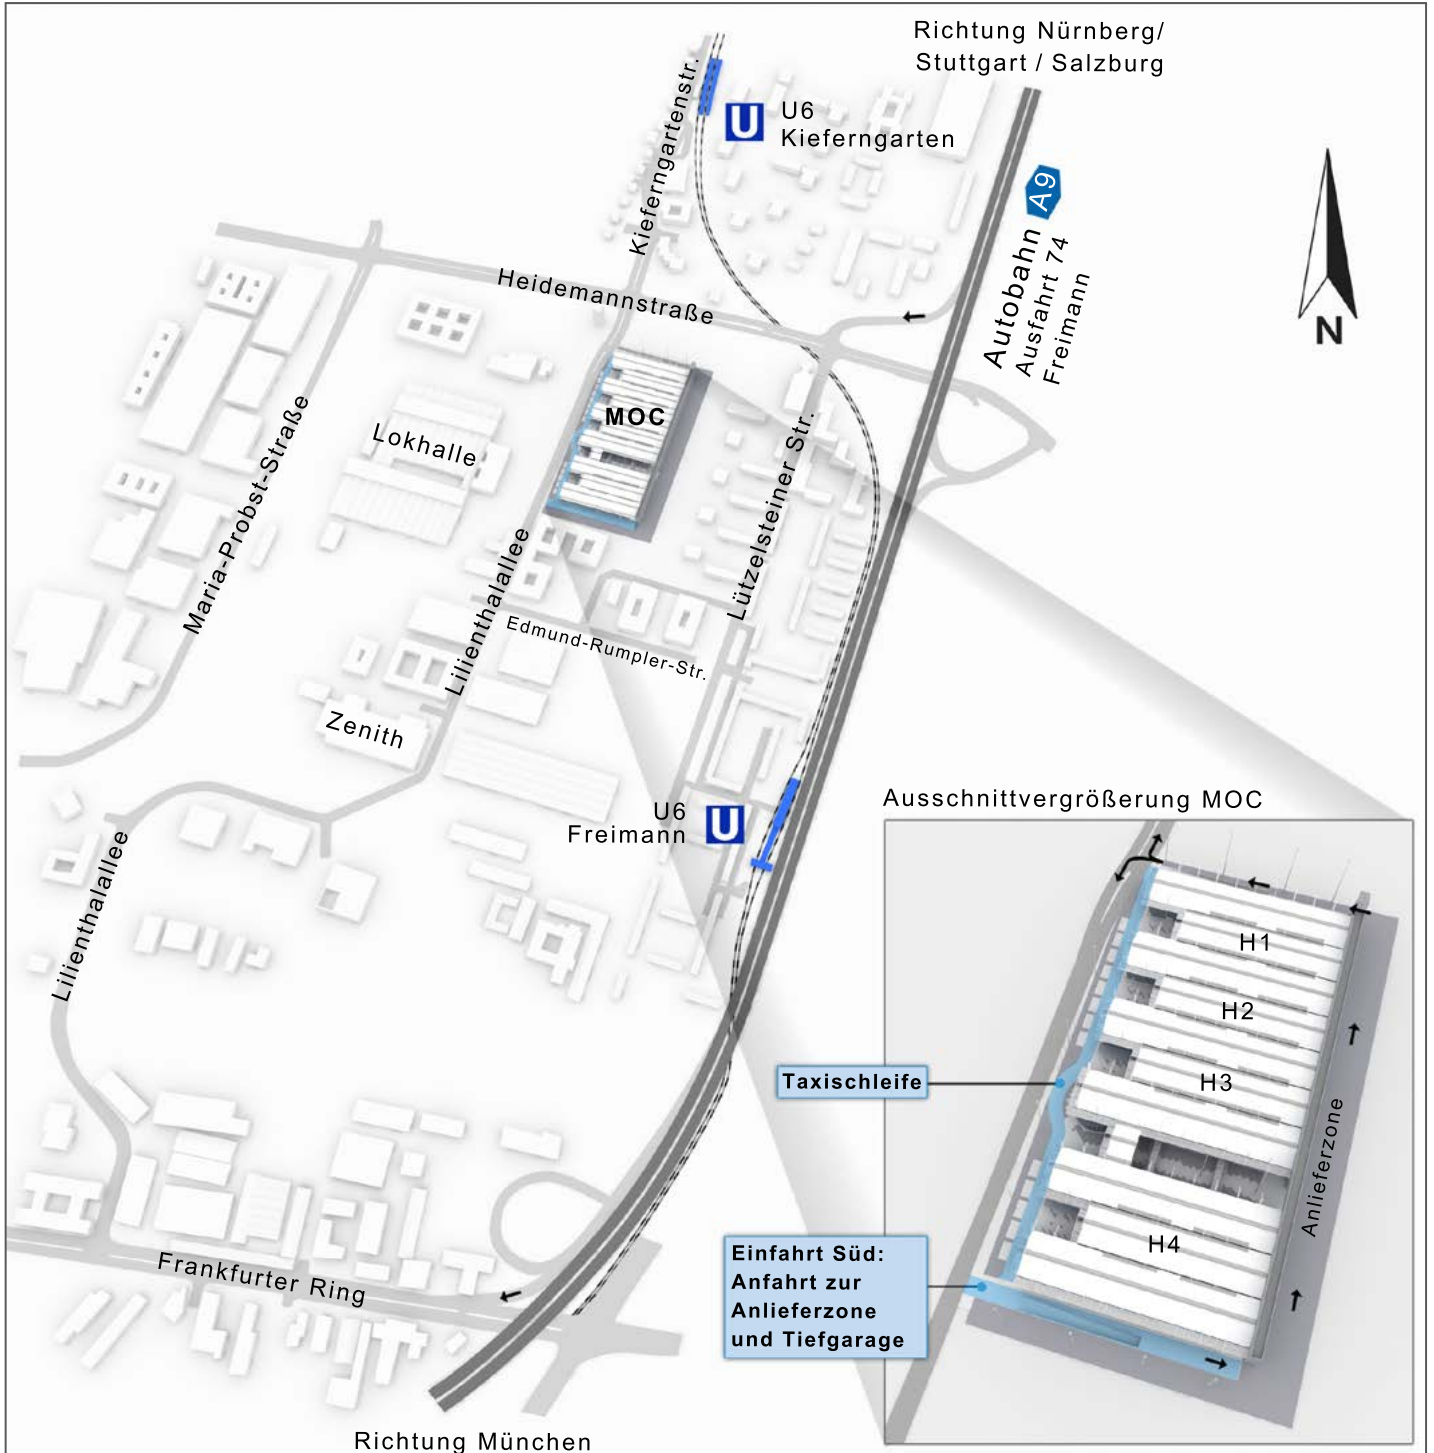 Richtung Nürnberg/
Stuttgart / Salzburg
Kieferngartenstr.
U
U6
Kieferngarten
A9
Autobahn
Ausfahrt 74
Freimann
N
Heidemannstraße
MOC
Lokhalle
Maria-Probst-Straße
Lützelsteiner Str.
Lilienthalallee
Edmund-Rumpler-Str.
Zenith
U6
Freimann
U
Lilienthalallee
Frankfurter Ring
Richtung München
Ausschnittvergrößerung MOC
H1
H2
H3
H4
Anlieferzone
Taxischleife
Einfahrt Süd:
Anfahrt zur
Anlieferzone
und Tiefgarage